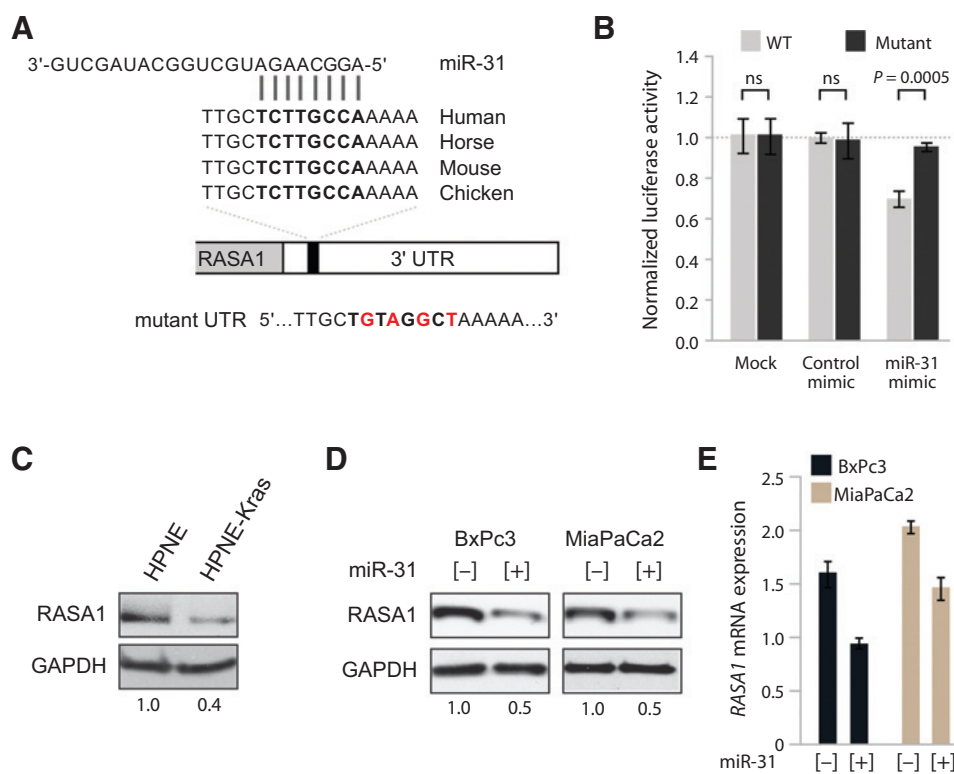 A
3'-GUCGAUACGGUCGUAGAACGGA-5' miR-31
TTGCTCTTGCCAAAAA Human
TTGCTCTTGCCAAAAA Horse
TTGCTCTTGCCAAAAA Mouse
TTGCTCTTGCCAAAAA Chicken
RASA1 3' UTR
mutant UTR 5'...TTGCTGTAGGCTAAAAA...3'
B
WT Mutant
Normalized luciferase activity
1.4
1.2
1.0
0.8
0.6
0.4
0.2
0.0
ns ns P = 0.0005
Mock Control mimic miR-31 mimic
C
HPNE HPNE-Kras
RASA1
GAPDH
1.0 0.4
D
BxPc3 MiaPaCa2
miR-31 [–] [+] [–] [+]
RASA1
GAPDH
1.0 0.5 1.0 0.5
E
BxPc3
MiaPaCa2
RASA1 mRNA expression
2.5
2.0
1.5
1.0
0.5
0
miR-31 [–] [+] [–] [+]